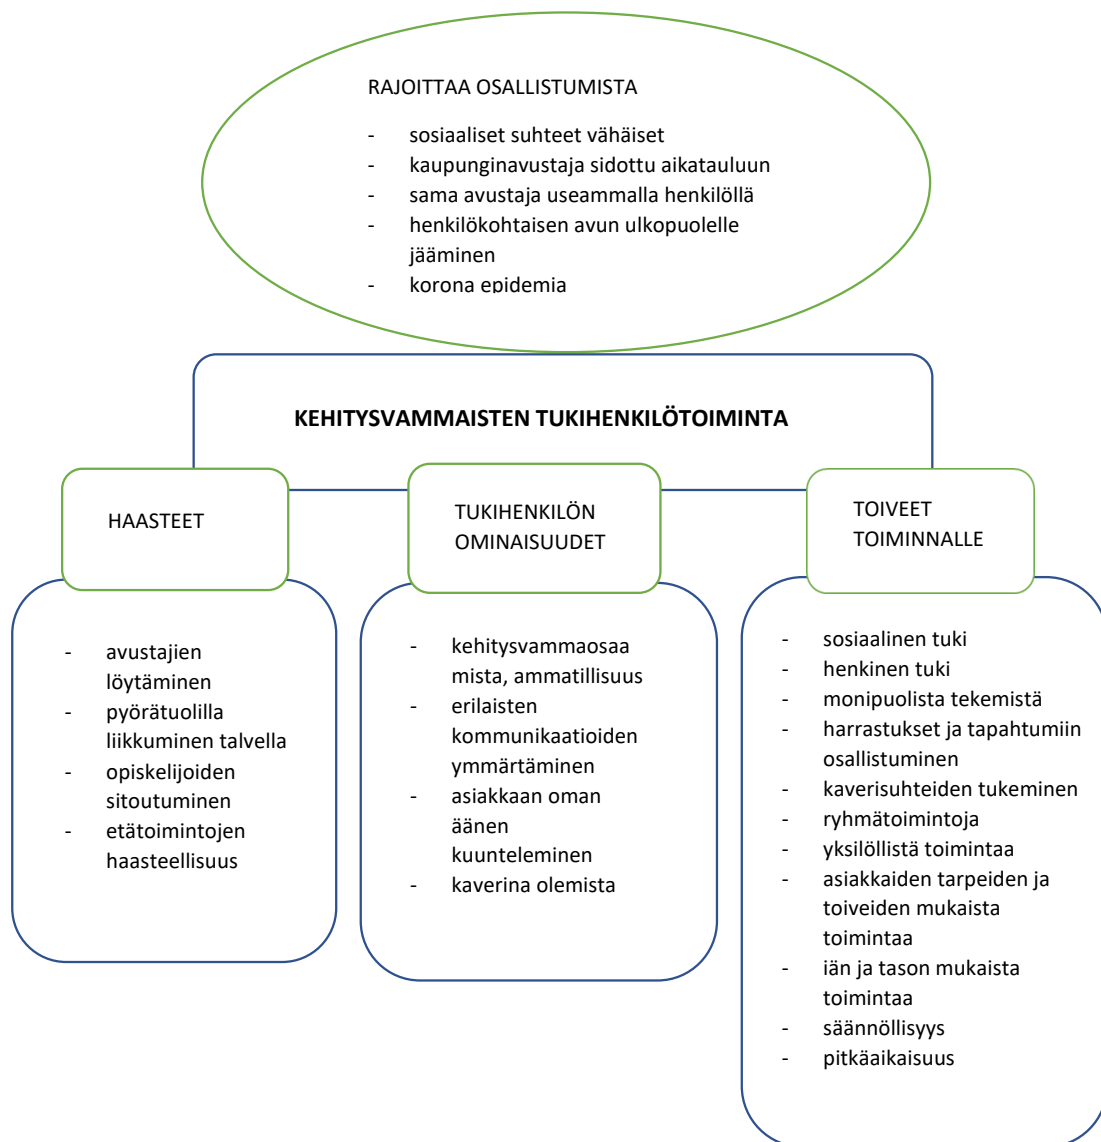 RAJOITTAA OSALLISTUMISTA
- sosiaaliset suhteet vähäiset
- kaupunginavustaja sidottu aikatauluun
- sama avustaja useammalla henkilöllä
- henkilökohtaisen avun ulkopuolelle
jääminen
- korona epidemia
KEHITYSVAMMAISTEN TUKIHENKILÖTOIMINTA
HAASTEET
- avustajien
löytäminen
- pyörätuolilla
liikkuminen talvella
- opiskelijoiden
sitoutuminen
- etätoimintojen
haasteellisuus
TUKIHENKILÖN
OMINAISUUDET
- kehitysvammaosaa
mista, ammatillisuus
- erilaisten
kommunikaatioiden
ymmärtäminen
- asiakkaan oman
äänen
kuunteleminen
- kaverina olemista
TOIVEET
TOIMINNALLE
- sosiaalinen tuki
- henkinen tuki
- monipuolista tekemistä
- harrastukset ja tapahtumiin
osallistuminen
- kaverisuhteiden tukeminen
- ryhmätoimintoja
- yksilöllistä toimintaa
- asiakkaiden tarpeiden ja
toiveiden mukaista
toimintaa
- iän ja tason mukaista
toimintaa
- säännöllisyys
- pitkäaikaisuus